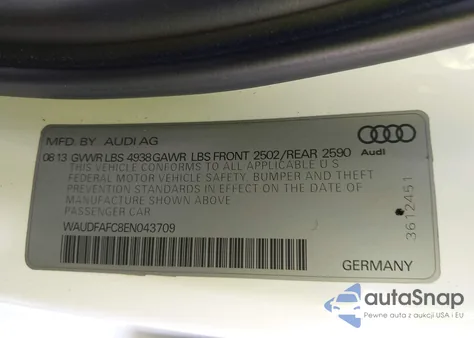 MFD. BY AUDI AG
08 13 GVWR LBS 4938 GAWR LBS FRONT 2502/REAR 2590
THIS VEHICLE CONFORMS TO ALL APPLICABLE U S
FEDERAL MOTOR VEHICLE SAFETY, BUMPER AND THEFT
PREVENTION STANDARDS IN EFFECT ON THE DATE OF
MANUFACTURE SHOWN ABOVE
PASSENGER CAR
WAUDFAFC8EN043709
Audi
3612451
GERMANY
autoSnap
Pewne auta z aukcji USA i EU